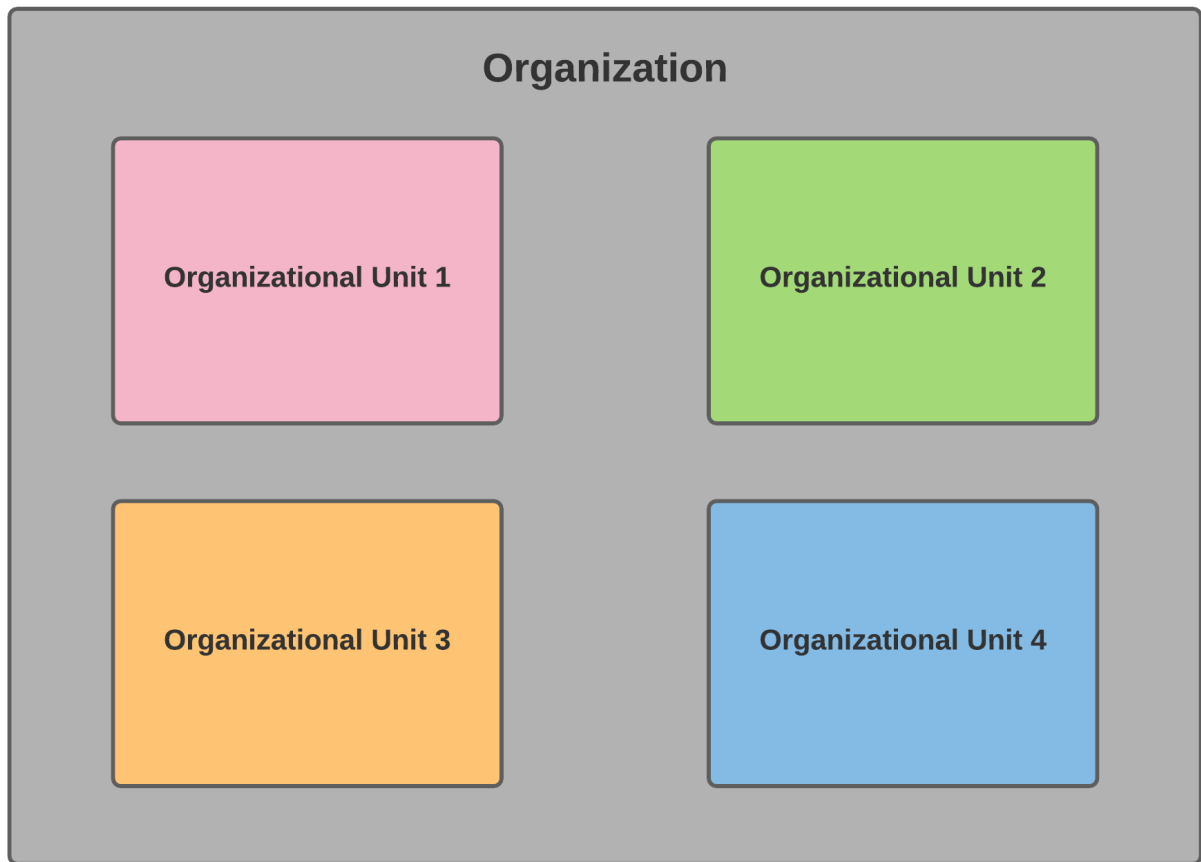 Organization
Organizational Unit 1
Organizational Unit 2
Organizational Unit 3
Organizational Unit 4